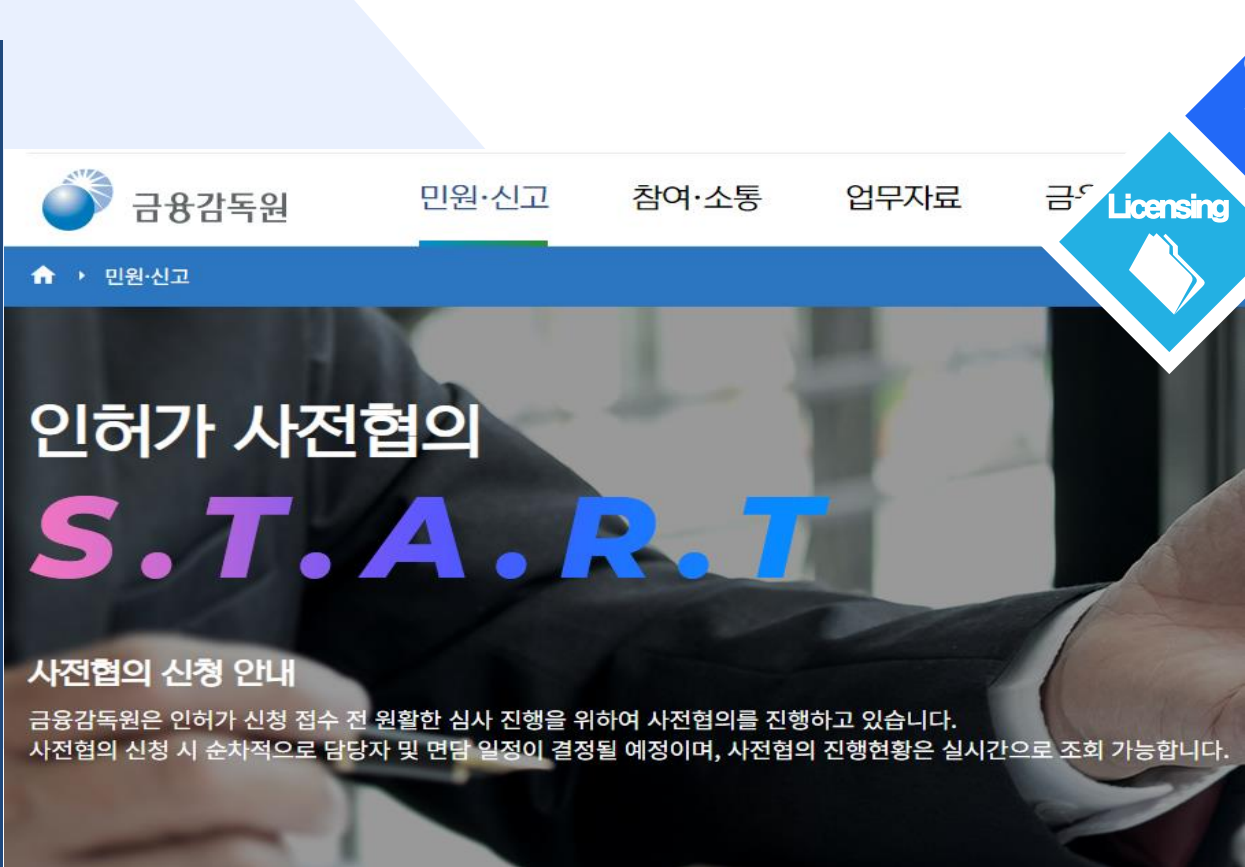 금융감독원
민원·신고
참여·소통
업무자료
Licensing
민원·신고
인허가 사전협의
S.T.A.R.T
사전협의 신청 안내
금융감독원은 인허가 신청 접수 전 원활한 심사 진행을 위하여 사전협의를 진행하고 있습니다.
사전협의 신청 시 순차적으로 담당자 및 면담 일정이 결정될 예정이며, 사전협의 진행현황은 실시간으로 조회 가능합니다.